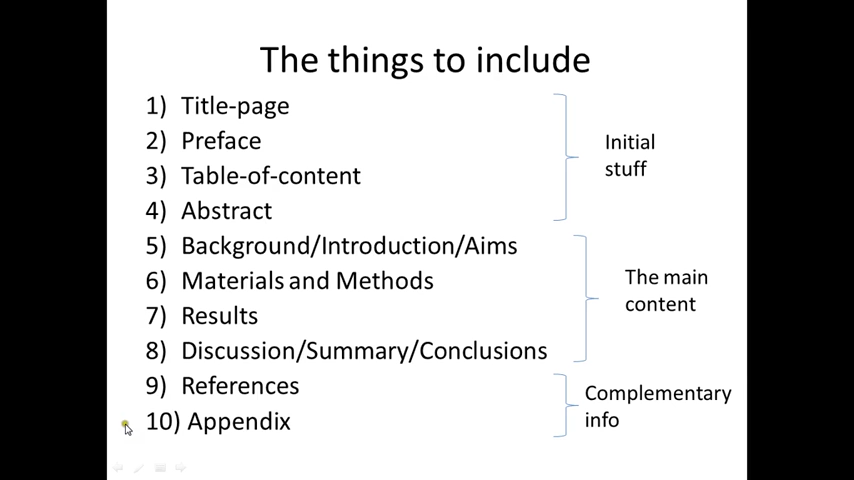 The things to include
1) Title-page
2) Preface
3) Table-of-content
4) Abstract
Initial
stuff
5) Background/Introduction/Aims
6) Materials and Methods
7) Results
8) Discussion/Summary/Conclusions
The main
content
9) References
10) Appendix
Complementary
info